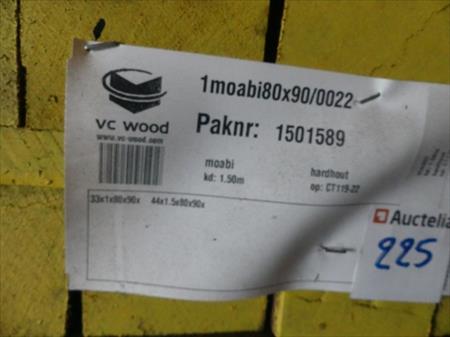 1moabi80x90/0022
VC WOOD
www.vc-wood.com
Paknr: 1501589
moabi
hardhout
kd: 1.50m
op: CT119-22
33x1x80x90x 44x1.5x80x90x
Auctelia
225